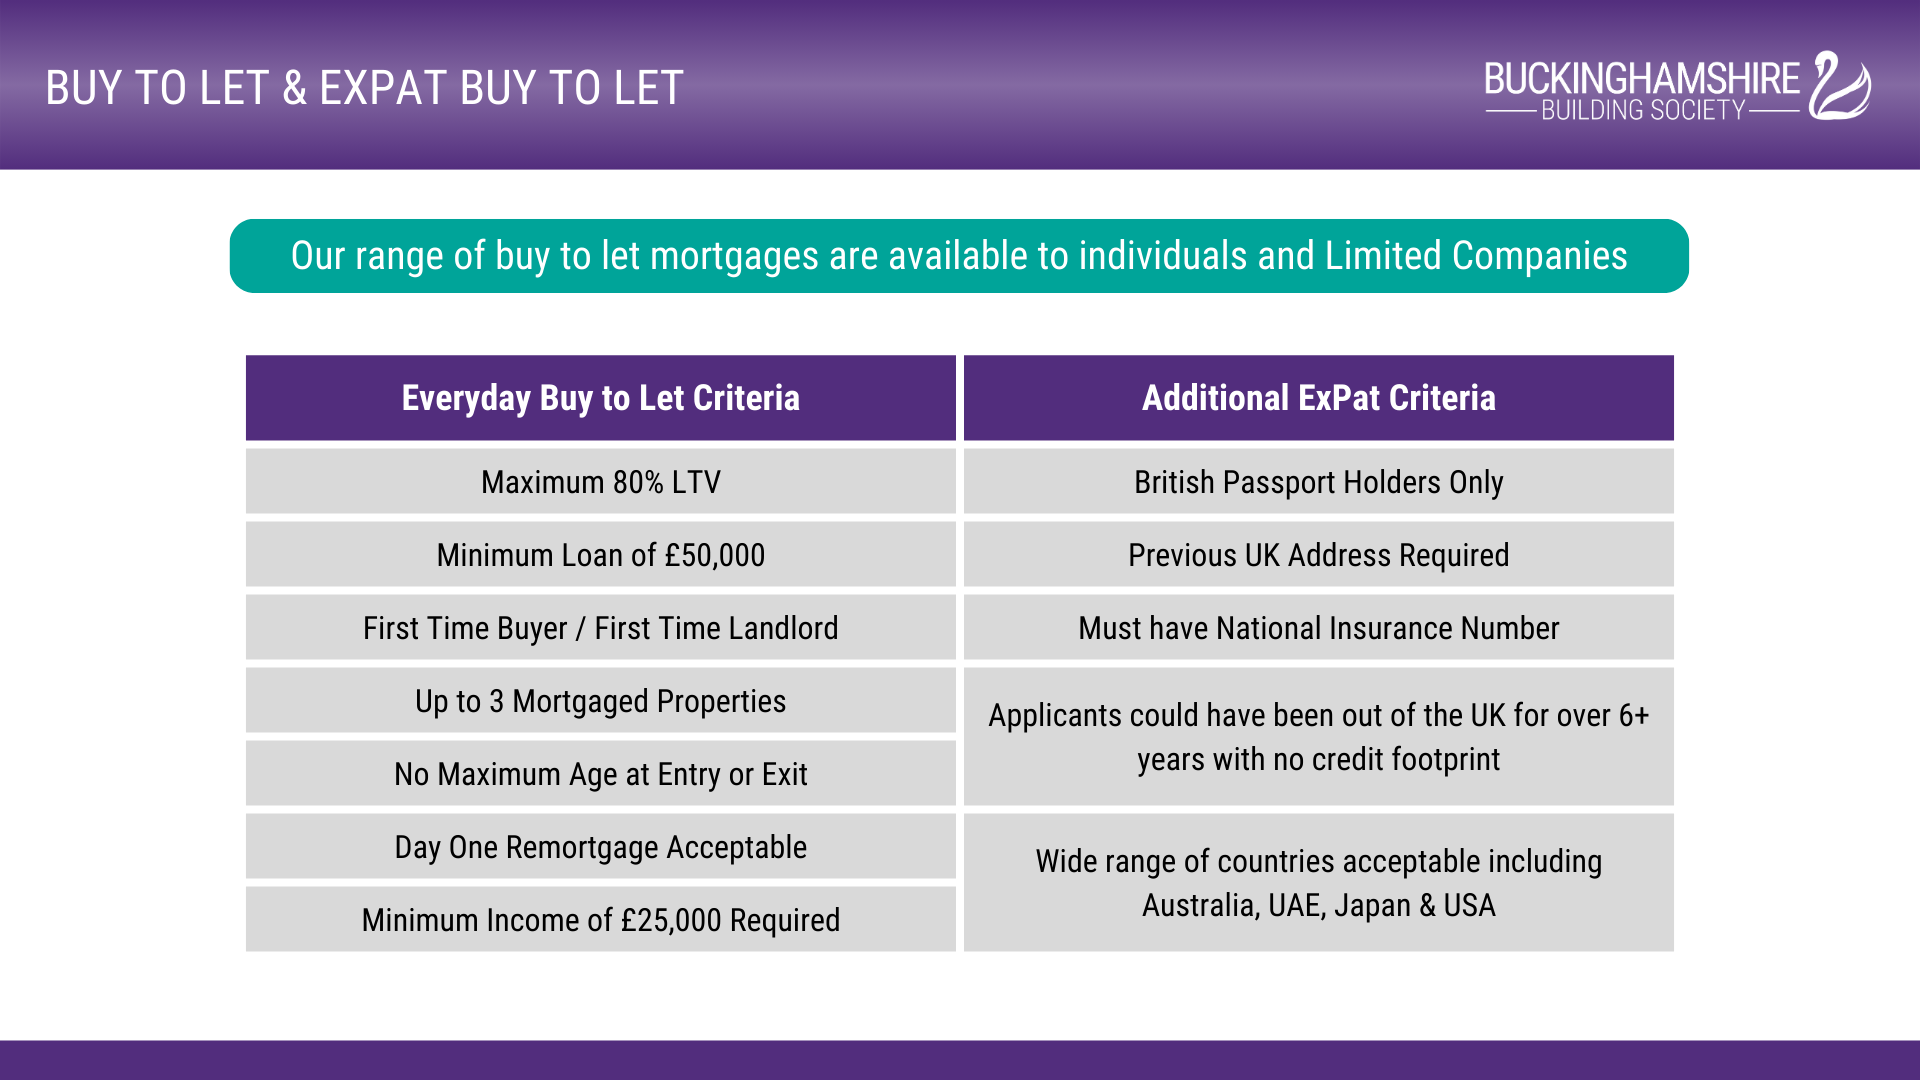 BUY TO LET & EXPAT BUY TO LET
BUCKINGHAMSHIRE
BUILDING SOCIETY
Our range of buy to let mortgages are available to individuals and Limited Companies
Everyday Buy to Let Criteria
Maximum 80% LTV
Minimum Loan of £50,000
First Time Buyer / First Time Landlord
Up to 3 Mortgaged Properties
No Maximum Age at Entry or Exit
Day One Remortgage Acceptable
Minimum Income of £25,000 Required
Additional ExPat Criteria
British Passport Holders Only
Previous UK Address Required
Must have National Insurance Number
Applicants could have been out of the UK for over 6+
years with no credit footprint
Wide range of countries acceptable including
Australia, UAE, Japan & USA